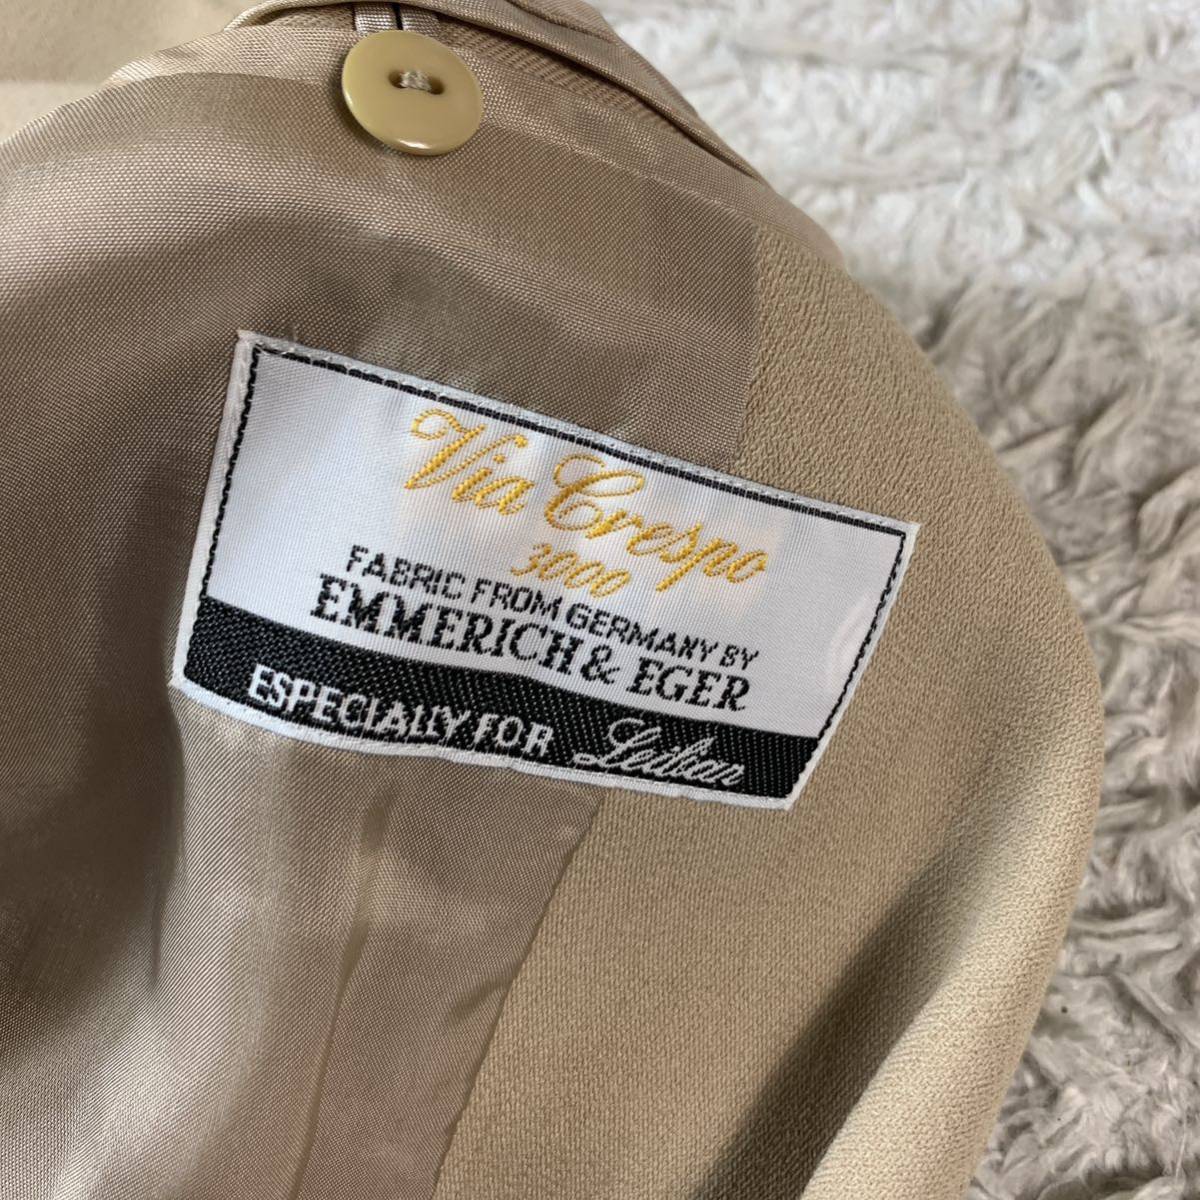 Via Crespo
3000
FABRIC FROM GERMANY BY
EMMERICH & EGER
ESPECIALLY FOR Leilian